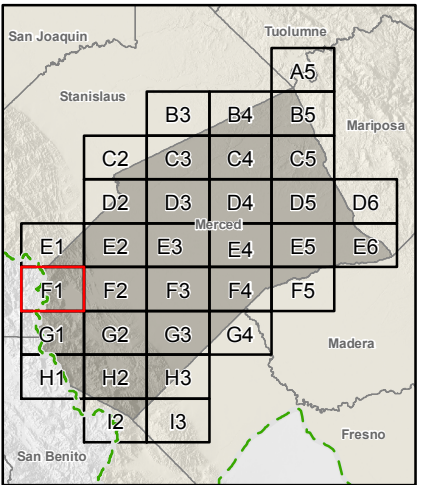 Tuolumne
San Joaquin
A5
Stanislaus
B3 B4 B5
Mariposa
C2 C3 C4 C5
D2 D3 D4 D5 D6
Merced
E1 E2 E3 E4 E5 E6
F1 F2 F3 F4 F5
G1 G2 G3 G4
Madera
H1 H2 H3
I2 I3
Fresno
San Benito